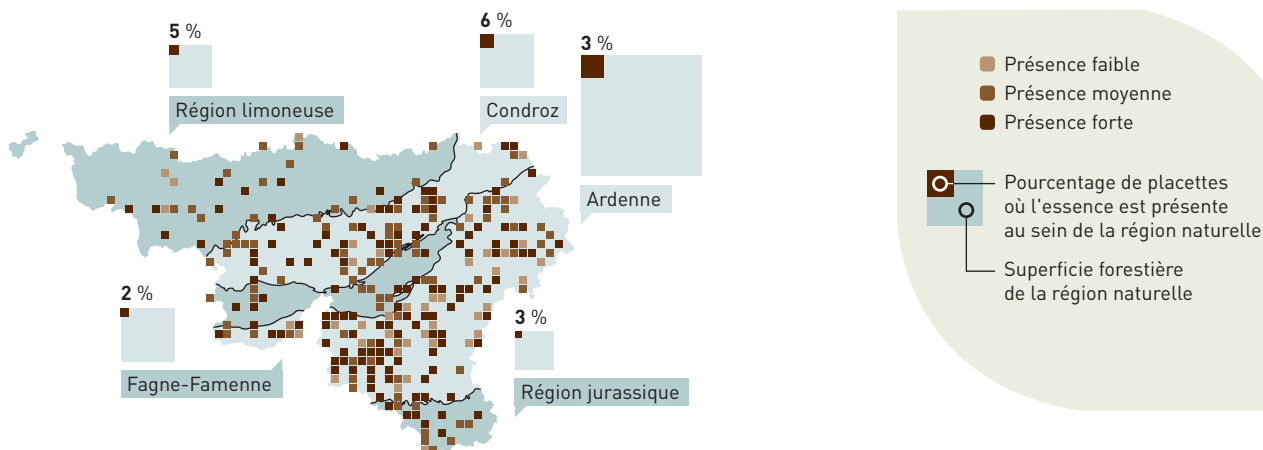 5 %
Région limoneuse
6 %
Condroz
3 %
Ardenne
2 %
Fagne-Famenne
3 %
Région jurassique
Présence faible
Présence moyenne
Présence forte
Pourcentage de placettes
où l'essence est présente
au sein de la région naturelle
Superficie forestière
de la région naturelle